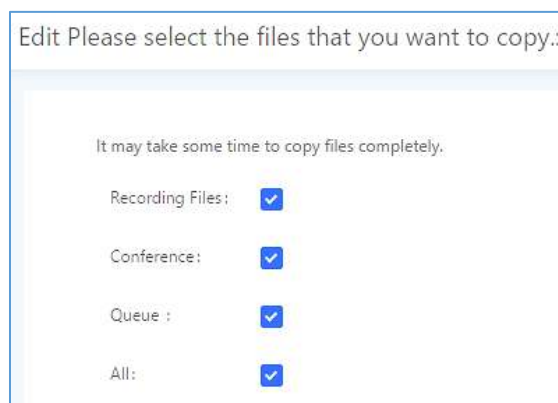 Edit Please select the files that you want to copy.:
It may take some time to copy files completely.
Recording Files:
Conference:
Queue :
All: